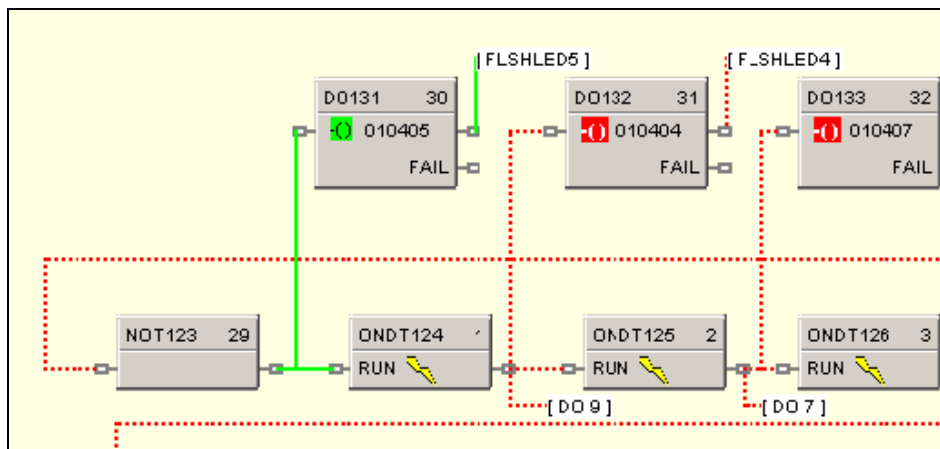 [ FLSHLED5 ]
[ F_SHLED4 ]
DO131 30
DO132 31
DO133 32
-() 010405
-() 010404
-() 010407
FAIL
FAIL
FAIL
NOT123 29
ONDT124
ONDT125 2
ONDT126 3
RUN
RUN
RUN
[ DO 9 ]
[ DO 7 ]